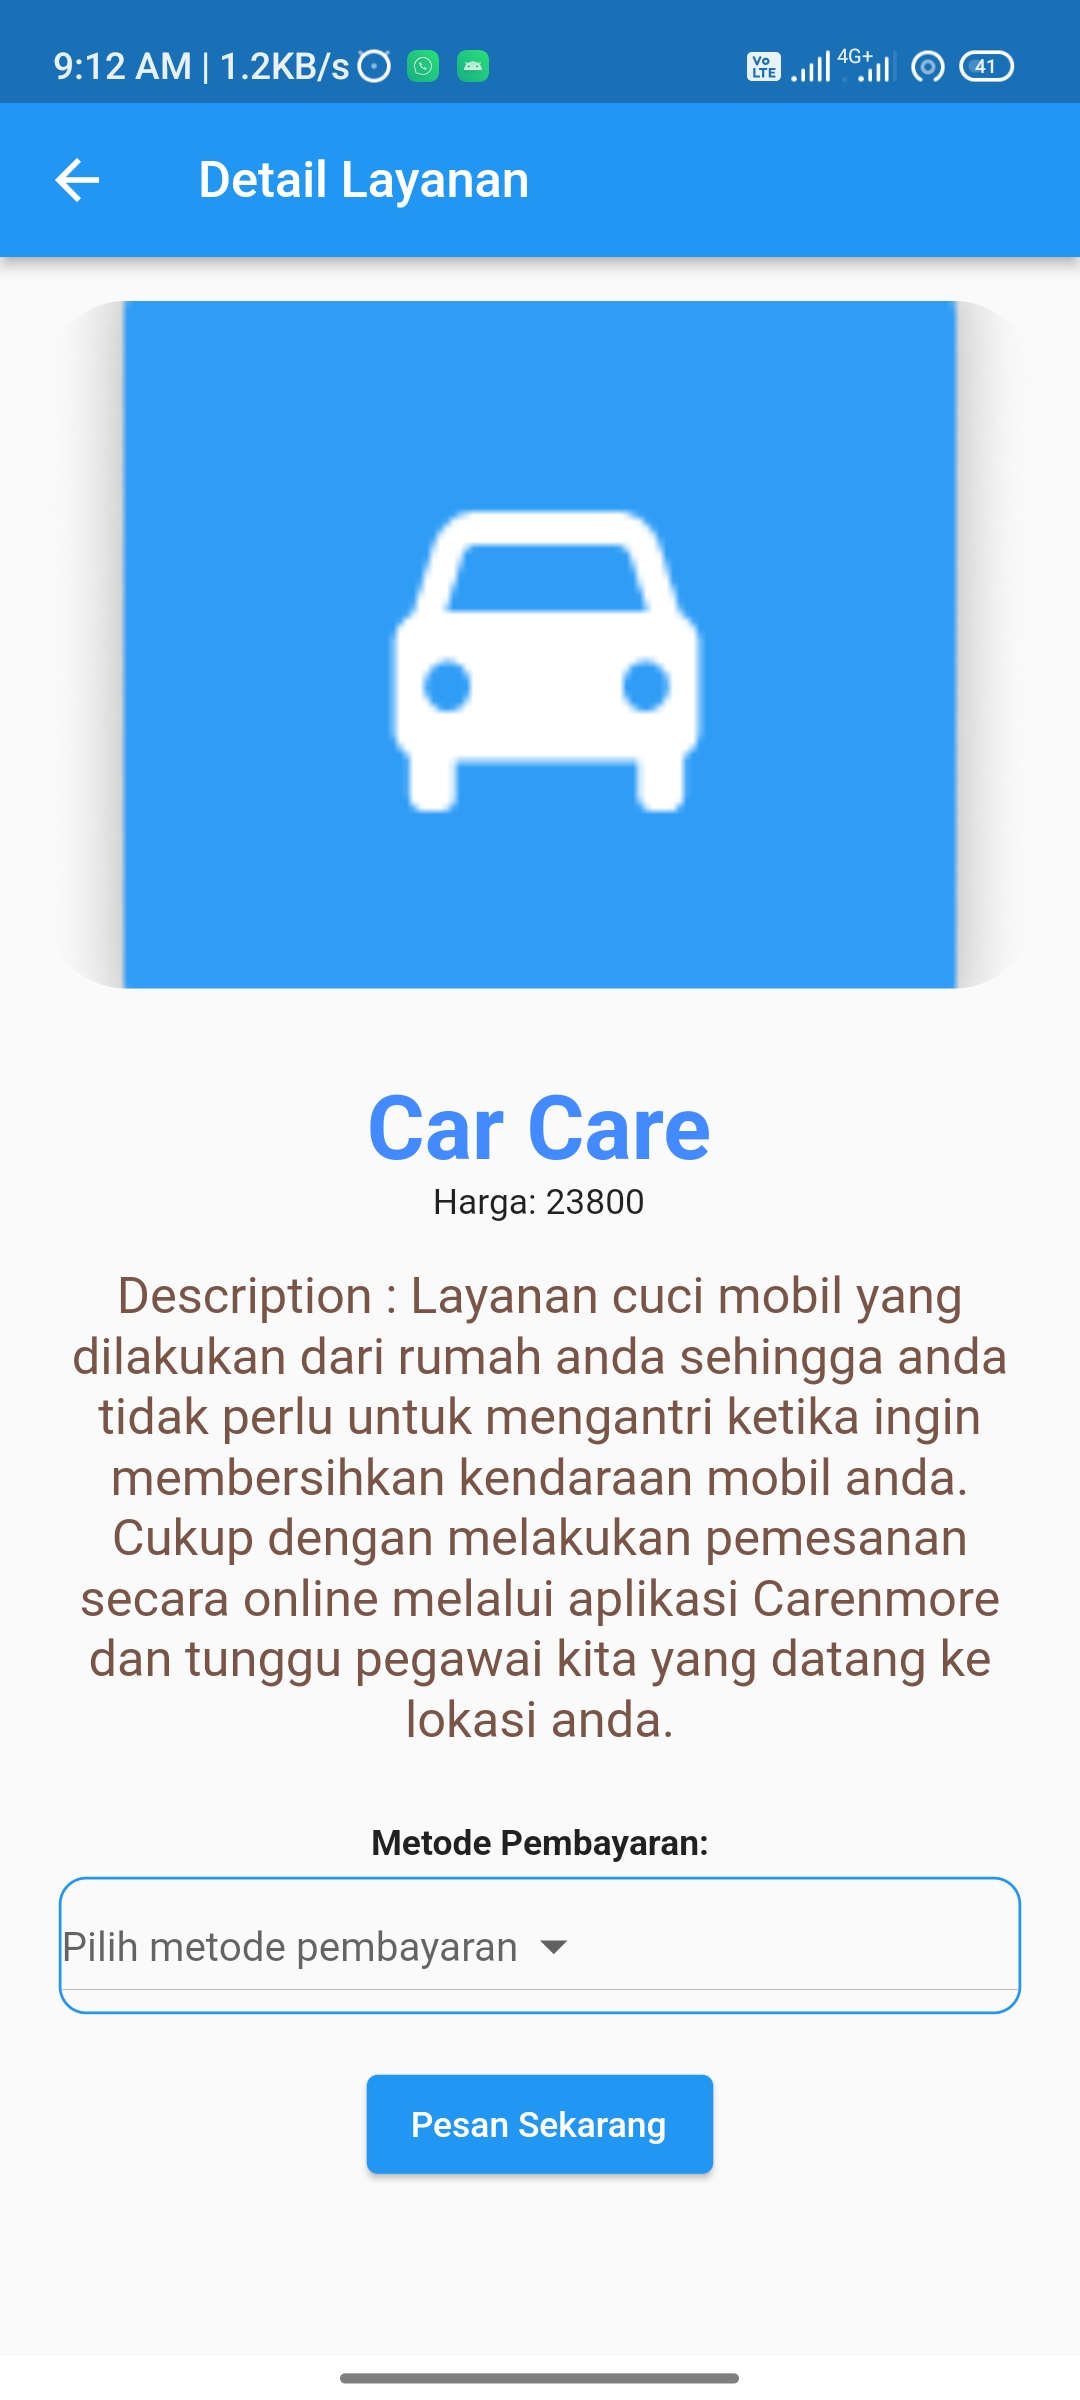 9:12 AM | 1.2KB/s
Vo LTE
4G+
41
Detail Layanan
Car Care
Harga: 23800
Description : Layanan cuci mobil yang
dilakukan dari rumah anda sehingga anda
tidak perlu untuk mengantri ketika ingin
membersihkan kendaraan mobil anda.
Cukup dengan melakukan pemesanan
secara online melalui aplikasi Carenmore
dan tunggu pegawai kita yang datang ke
lokasi anda.
Metode Pembayaran:
Pilih metode pembayaran
Pesan Sekarang